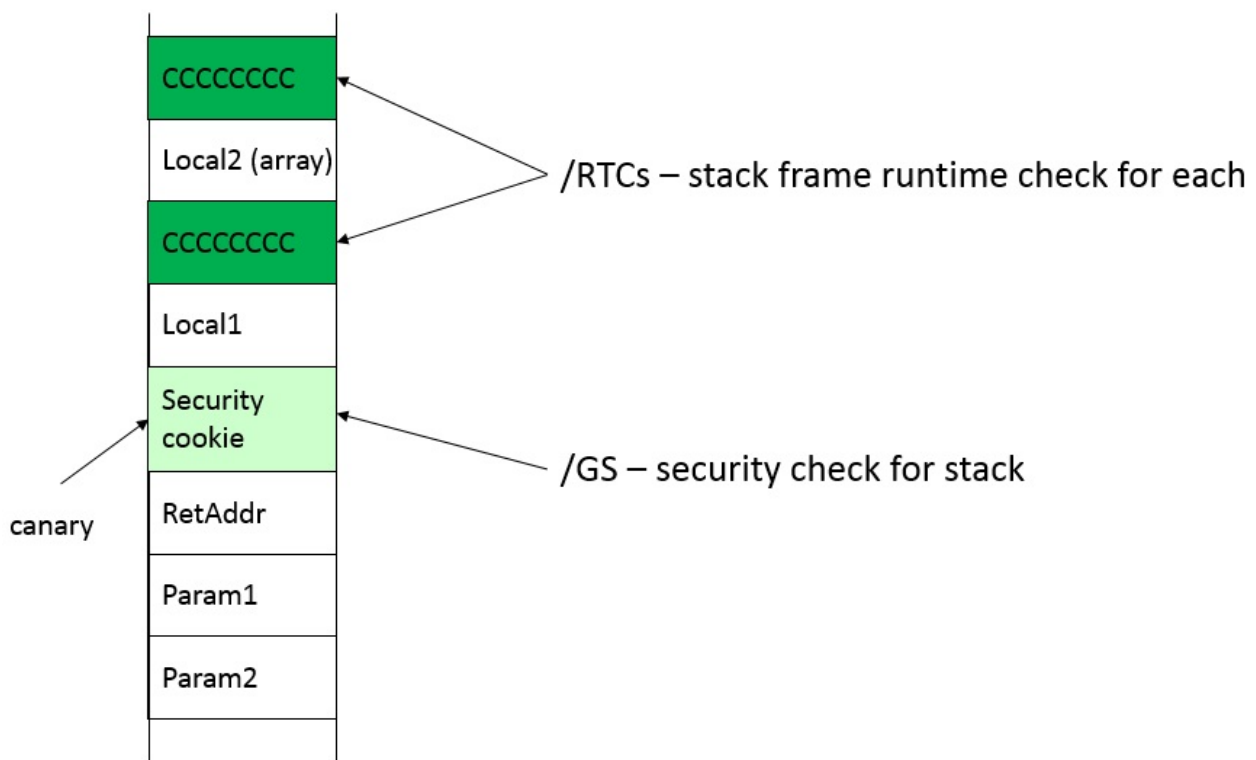 CCCCCCCC
Local2 (array)
/RTCs – stack frame runtime check for each
CCCCCCCC
Local1
Security
cookie
/GS – security check for stack
canary
RetAddr
Param1
Param2